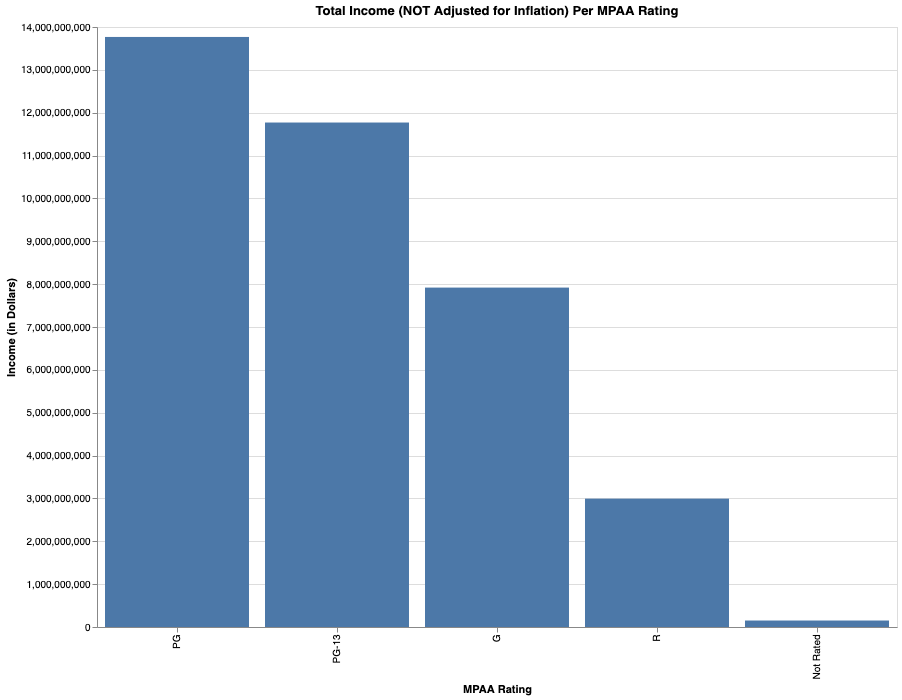 Total Income (NOT Adjusted for Inflation) Per MPAA Rating
14,000,000,000
13,000,000,000
12,000,000,000
11,000,000,000
10,000,000,000
9,000,000,000
8,000,000,000
7,000,000,000
6,000,000,000
5,000,000,000
4,000,000,000
3,000,000,000
2,000,000,000
1,000,000,000
0
Income (in Dollars)
PG
PG-13
G
R
Not Rated
MPAA Rating